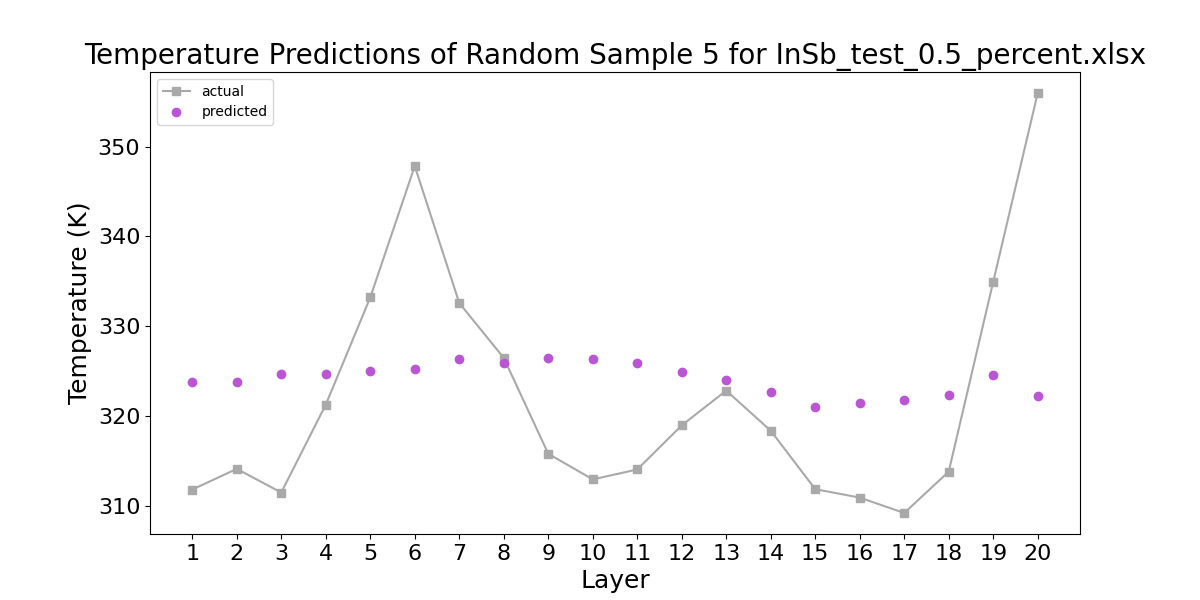 Temperature Predictions of Random Sample 5 for InSb_test_0.5_percent.xlsx
actual
predicted
Temperature (K)
350
340
330
320
310
1 2 3 4 5 6 7 8 9 10 11 12 13 14 15 16 17 18 19 20
Layer